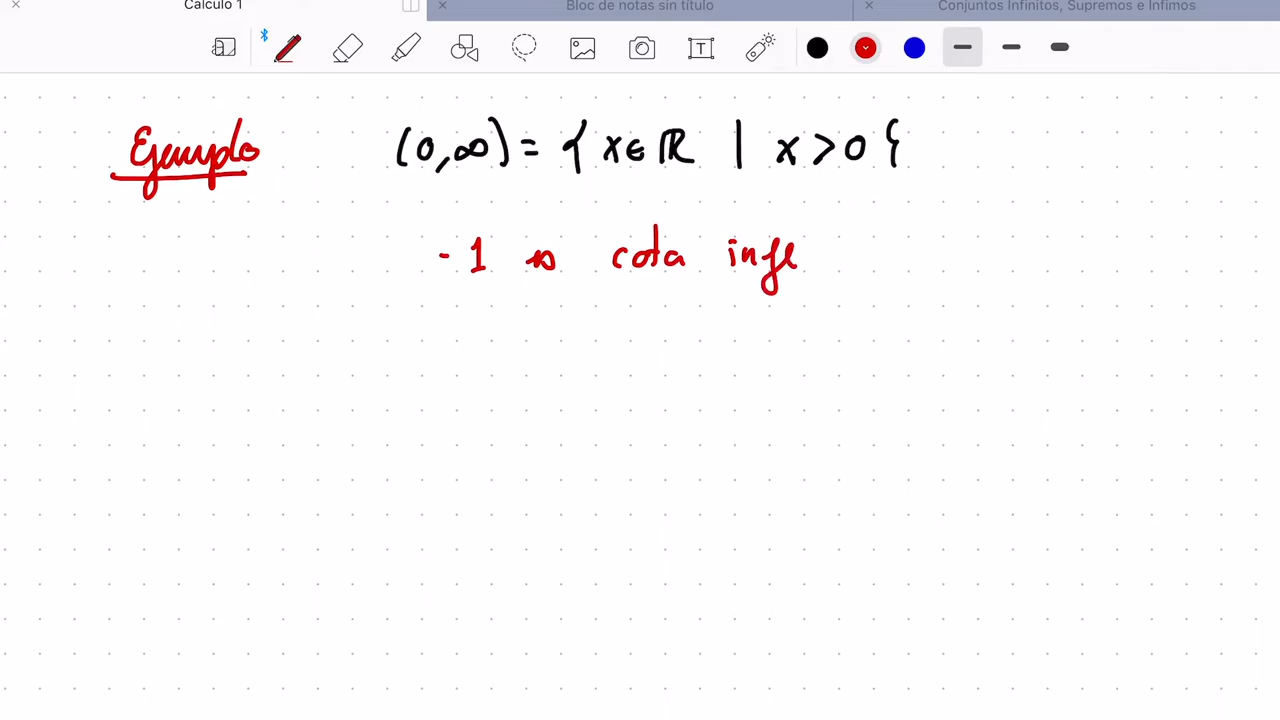 Calculo 1
Bloc de notas sin título
Conjuntos Infinitos, Supremos e Infimos
Ejemplo
(0,∞) = { x∈ℝ | x>0 {
-1 es cota infe